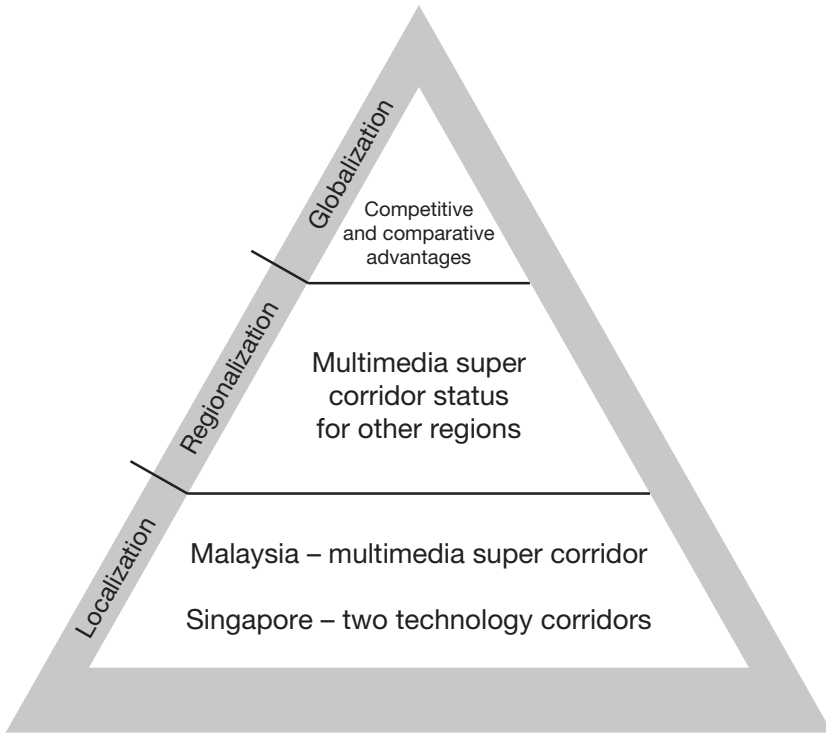 Globalization
Competitive
and comparative
advantages
Regionalization
Multimedia super
corridor status
for other regions
Localization
Malaysia – multimedia super corridor
Singapore – two technology corridors